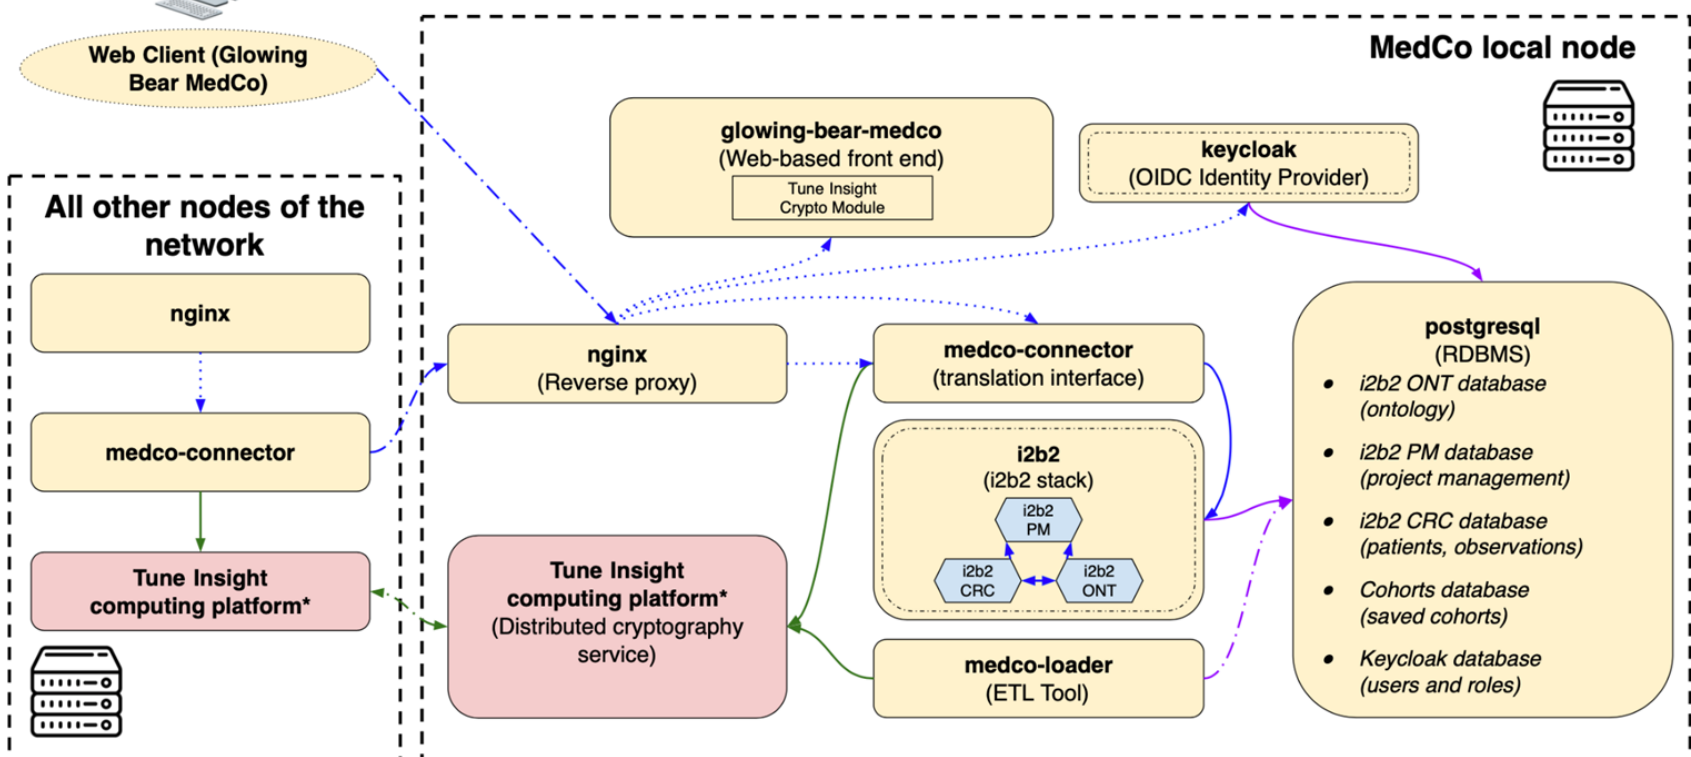 Web Client (Glowing
Bear MedCo)
All other nodes of the
network
nginx
medco-connector
Tune Insight
computing platform*
MedCo local node
glowing-bear-medco
(Web-based front end)
Tune Insight
Crypto Module
keycloak
(OIDC Identity Provider)
nginx
(Reverse proxy)
medco-connector
(translation interface)
i2b2
(i2b2 stack)
i2b2
PM
i2b2
CRC
i2b2
ONT
Tune Insight
computing platform*
(Distributed cryptography
service)
medco-loader
(ETL Tool)
postgresql
(RDBMS)
● i2b2 ONT database
(ontology)
● i2b2 PM database
(project management)
● i2b2 CRC database
(patients, observations)
● Cohorts database
(saved cohorts)
● Keycloak database
(users and roles)